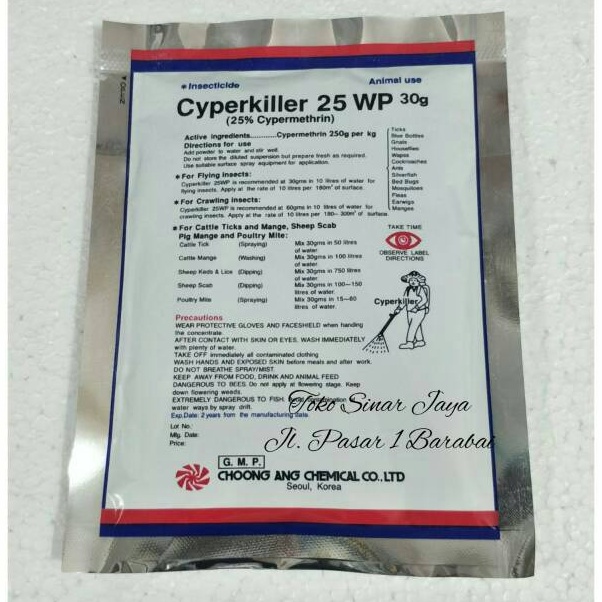 * Insecticide
Animal use
Cyperkiller 25 WP 30g
(25% Cypermethrin)
Active ingredients..............Cypermethrin 250g per kg
Directions for use
Add powder to water and stir well.
Do not store the diluted suspension but prepare fresh as required.
Use suitable spray equipment for application.
* For Flying Insects:
Cyperkiller 25WP is recommended at 30gms in 10 litres of water for
flying insects. Apply at the rate of 10 litres per 180m² of surface.
* For Crawling Insects:
Cyperkiller 25WP is recommended at 60gms in 10 litres of water for
crawling insects. Apply at the rate of 10 litres per 180-300m² of surface.
Ticks
Blue Bottles
Gnats
Houseflies
Wasps
Cockroaches
Ants
Silverfish
Bed Bugs
Mosquitoes
Fleas
Earwigs
Manges
* For Cattle Ticks and Mange, Sheep Scab
Pig Mange and Poultry Mite:
Cattle Tick (Spraying) Mix 30gms in 50 litres
of water
Cattle Mange (Washing) Mix 30gms in 100 litres
of water
Sheep Keds & Lice (Dipping) Mix 30gms in 750 litres
of water
Sheep Scab (Dipping) Mix 30gms in 100-150
litres of water
Poultry Mite (Spraying) Mix 30gms in 15-60
litres of water
TAKE TIME
OBSERVE LABEL
DIRECTIONS
Cyperkiller
Precautions
WEAR PROTECTIVE GLOVES AND FACESHIELD when handing
the concentrate.
AFTER CONTACT WITH SKIN OR EYES, WASH IMMEDIATELY
with plenty of water.
TAKE OFF immediately all contaminated clothing
WASH HANDS AND EXPOSED SKIN before meals and after work.
DO NOT BREATHE SPRAY/MIST.
KEEP AWAY FROM FOOD, DRINK AND ANIMAL FEED
DANGEROUS TO BEES. Do not apply at flowering stage. Keep
down flowering weeds.
EXTREMELY DANGEROUS TO FISH.
water ways by spray drift.
Exp.Date: 2 years from the manufacturing date.
Lot No.:
Mfg. Date:
Price:
Toko Sinar Jaya
Jl. Pasar 1 Barabai
G. M. P.
CHOONG ANG CHEMICAL CO., LTD
Seoul, Korea